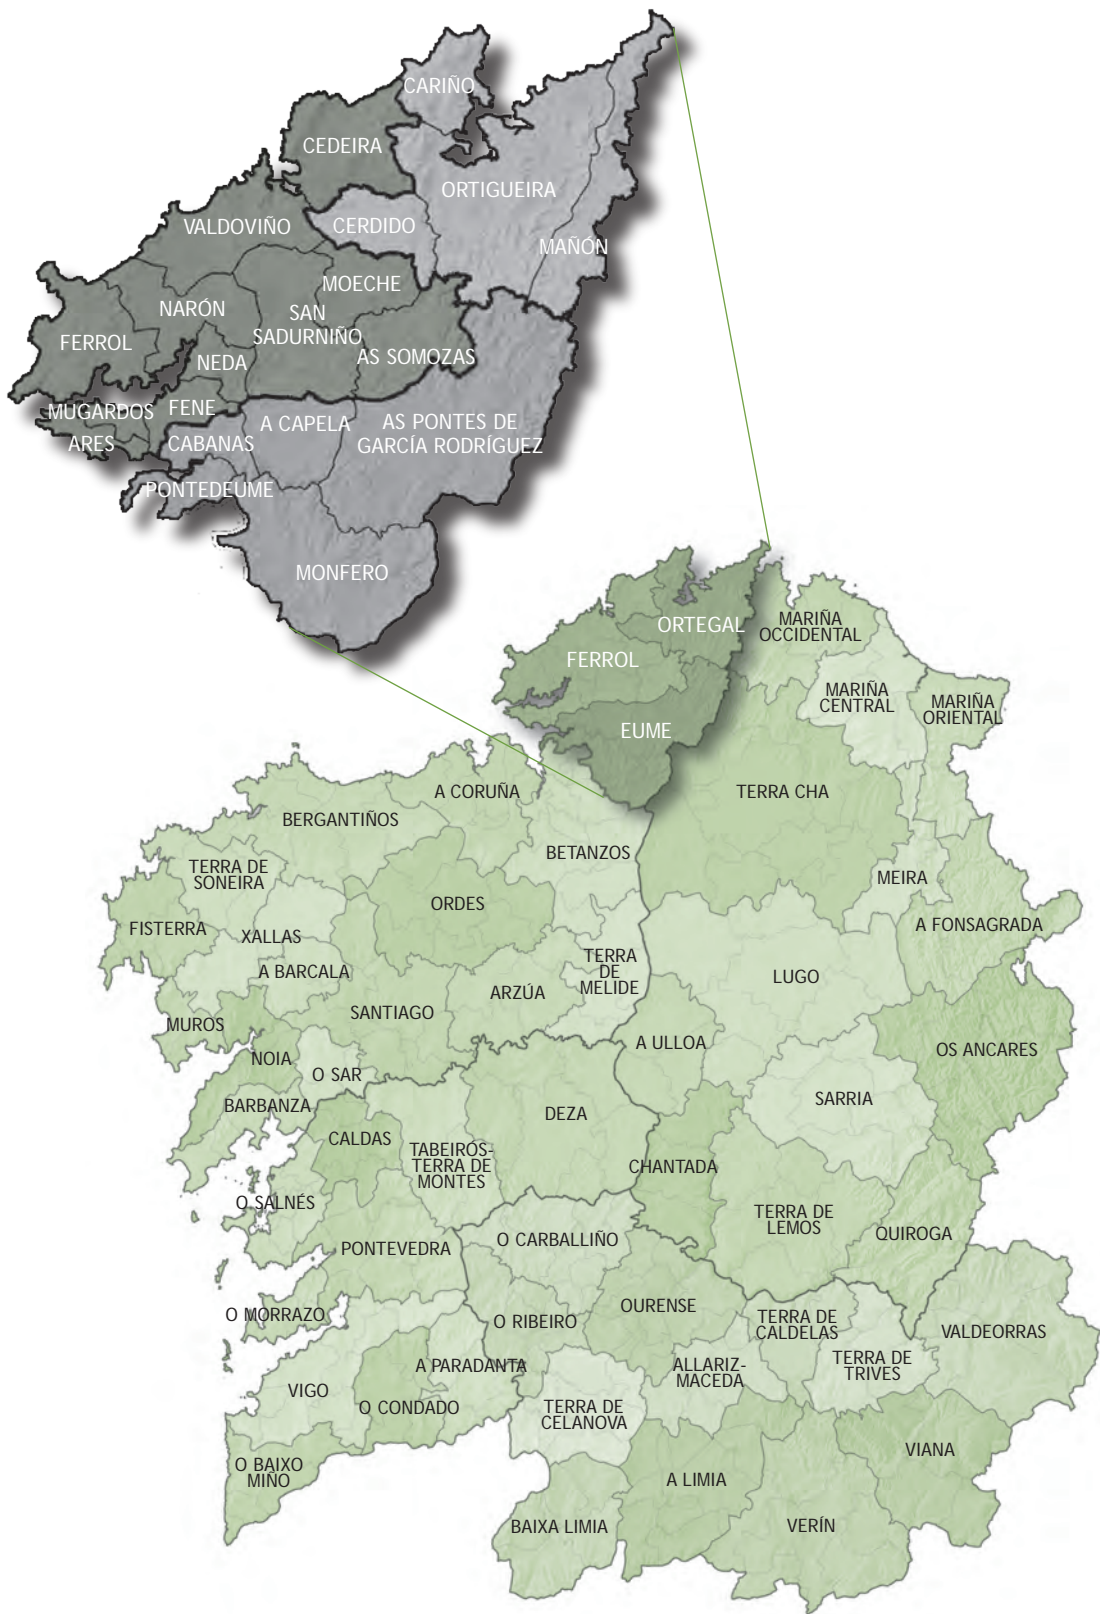 CARIÑO
CEDEIRA
ORTIGUEIRA
VALDOVIÑO
CERDIDO
MAÑÓN
MOECHE
NARÓN
SAN
SADURNIÑO
FERROL
NEDA
AS SOMOZAS
MUGARDOS
FENE
A CAPELA
AS PONTES DE
GARCÍA RODRÍGUEZ
ARES
CABANAS
PONTEDEUME
MONFERO
ORTEGAL
MARIÑA
OCCIDENTAL
FERROL
MARIÑA
CENTRAL
MARIÑA
ORIENTAL
EUME
A CORUÑA
TERRA CHA
BERGANTIÑOS
BETANZOS
TERRA DE
SONEIRA
MEIRA
ORDES
FISTERRA
A FONSAGRADA
XALLAS
TERRA
DE
MELIDE
A BARCALA
LUGO
ARZÚA
SANTIAGO
MUROS
A ULLOA
OS ANCARES
NOIA
O SAR
SARRIA
BARBANZA
DEZA
CALDAS
TABEIRÓS-
TERRA DE
MONTES
CHANTADA
O SALNÉS
TERRA DE
LEMOS
QUIROGA
O CARBALLIÑO
PONTEVEDRA
O MORRAZO
OURENSE
O RIBEIRO
TERRA DE
CALDELAS
VALDEORRAS
A PARADANTA
ALLARIZ-
MACEDA
TERRA DE
TRIVES
VIGO
O CONDADO
TERRA DE
CELANOVA
O BAIXO
MIÑO
VIANA
A LIMIA
BAIXA LIMIA
VERÍN